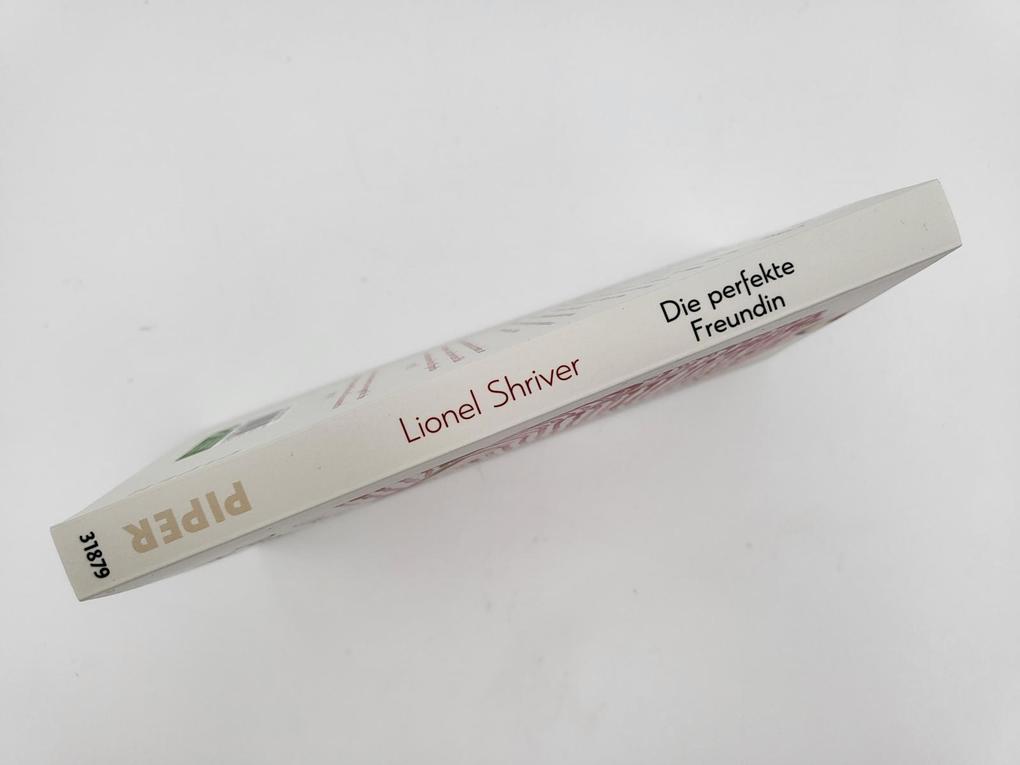 Die perfekte
Freundin
Lionel Shriver
PIPER
31879